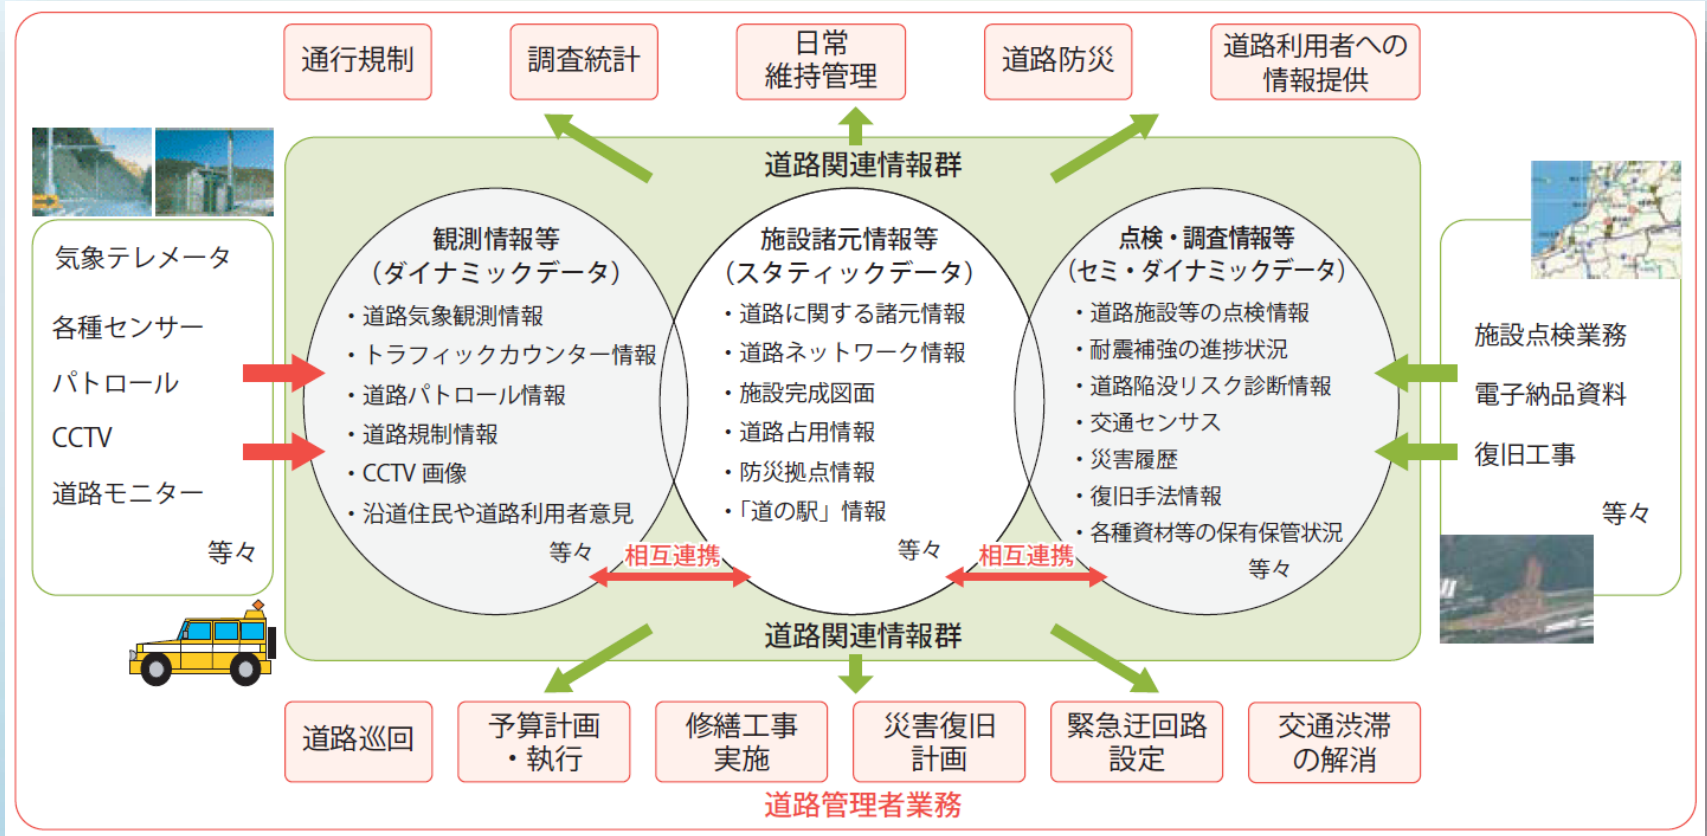 通行規制
調査統計
日常
維持管理
道路防災
道路利用者への
情報提供
道路関連情報群
気象テレメータ
各種センサー
パトロール
CCTV
道路モニター
等々
観測情報等
（ダイナミックデータ）
・道路気象観測情報
・トラフィックカウンター情報
・道路パトロール情報
・道路規制情報
・CCTV 画像
・沿道住民や道路利用者意見
等々
相互連携
施設諸元情報等
（スタティックデータ）
・道路に関する諸元情報
・道路ネットワーク情報
・施設完成図面
・道路占用情報
・防災拠点情報
・「道の駅」情報
等々
相互連携
点検・調査情報等
（セミ・ダイナミックデータ）
・道路施設等の点検情報
・耐震補強の進捗状況
・道路陥没リスク診断情報
・交通センサス
・災害履歴
・復旧手法情報
・各種資材等の保有保管状況
等々
施設点検業務
電子納品資料
復旧工事
等々
道路関連情報群
道路巡回
予算計画
・執行
修繕工事
実施
災害復旧
計画
緊急迂回路
設定
交通渋滞
の解消
道路管理者業務